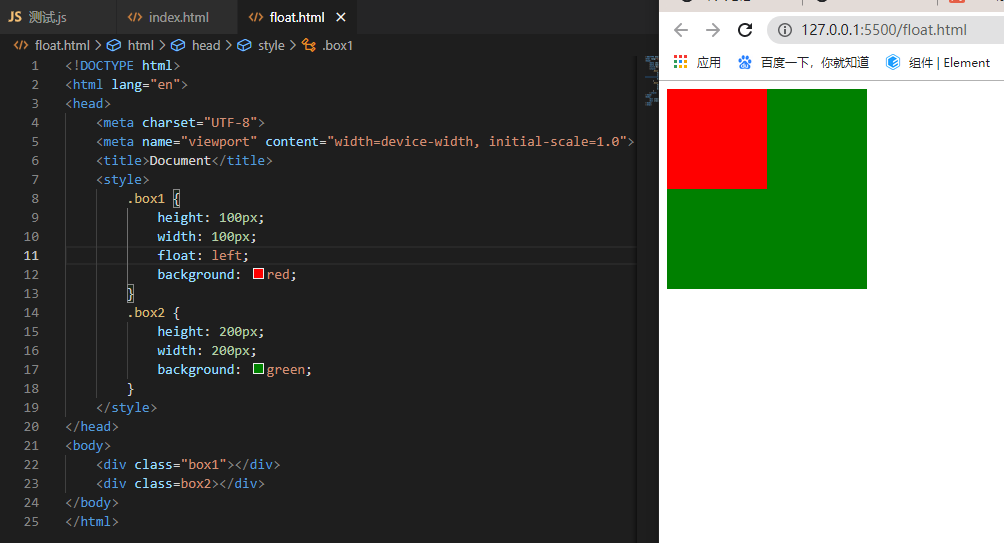 测试.js index.html float.html
float.html > html > head > style > .box1
1 <!DOCTYPE html>
2 <html lang="en">
3 <head>
4 <meta charset="UTF-8">
5 <meta name="viewport" content="width=device-width, initial-scale=1.0">
6 <title>Document</title>
7 <style>
8 .box1 {
9 height: 100px;
10 width: 100px;
11 float: left;
12 background: red;
13 }
14 .box2 {
15 height: 200px;
16 width: 200px;
17 background: green;
18 }
19 </style>
20 </head>
21 <body>
22 <div class="box1"></div>
23 <div class=box2></div>
24 </body>
25 </html>
127.0.0.1:5500/float.html
应用 百度一下，你就知道 组件 | Element